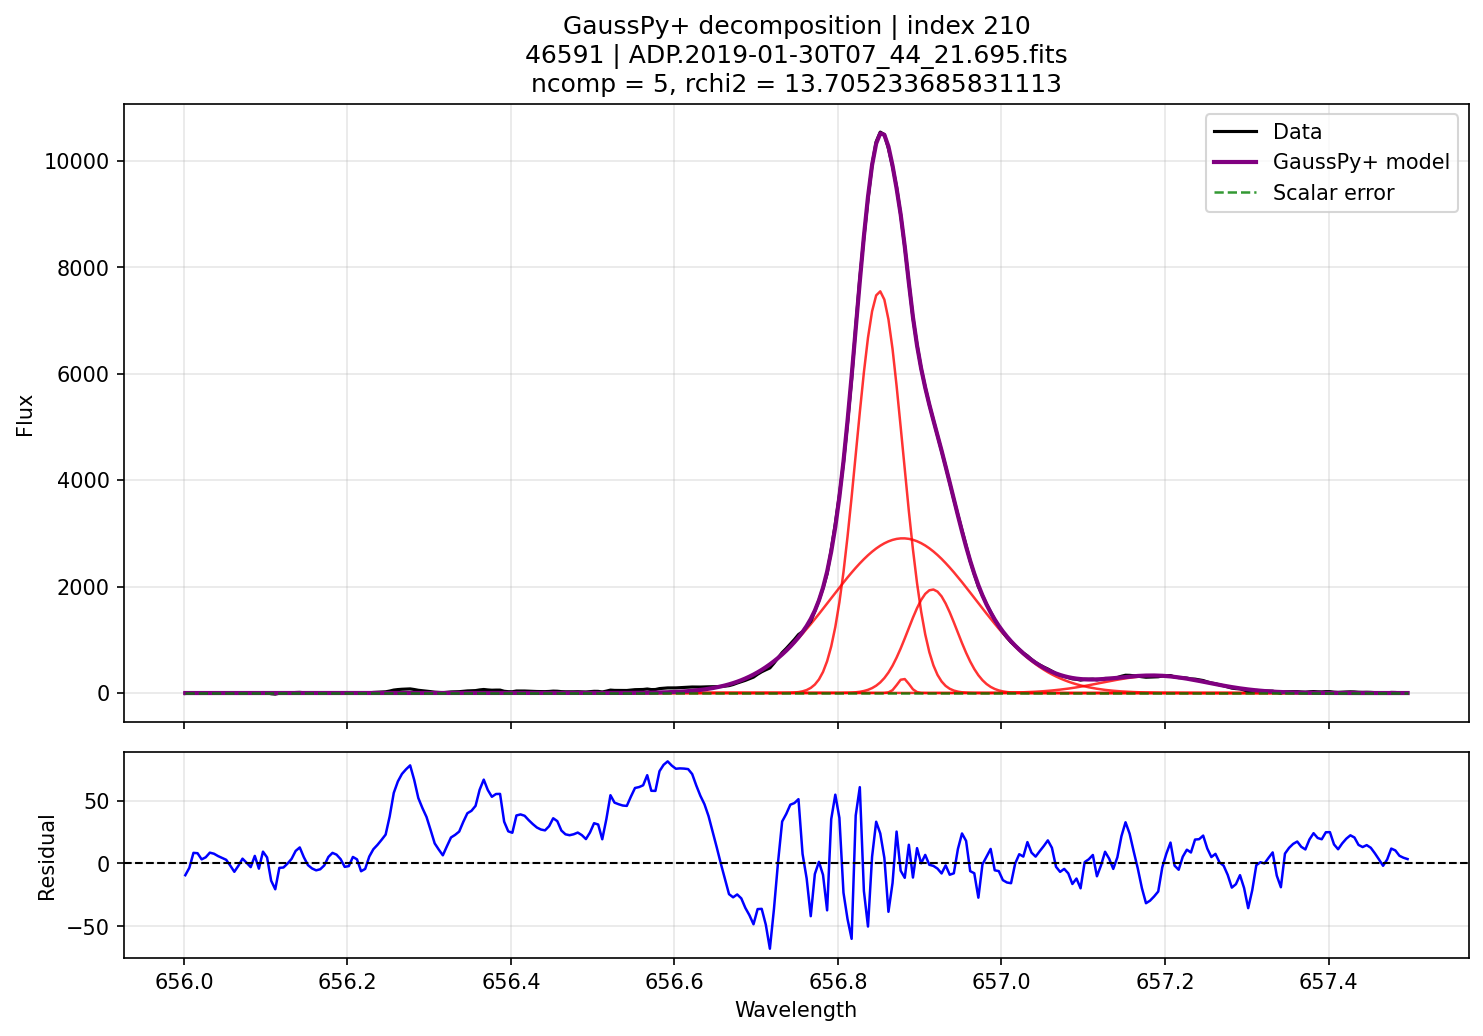 GaussPy+ decomposition | index 210
46591 | ADP.2019-01-30T07_44_21.695.fits
ncomp = 5, rchi2 = 13.705233685831113
Data
GaussPy+ model
Scalar error
Flux
10000
8000
6000
4000
2000
0
Residual
50
0
−50
656.0 656.2 656.4 656.6 656.8 657.0 657.2 657.4
Wavelength